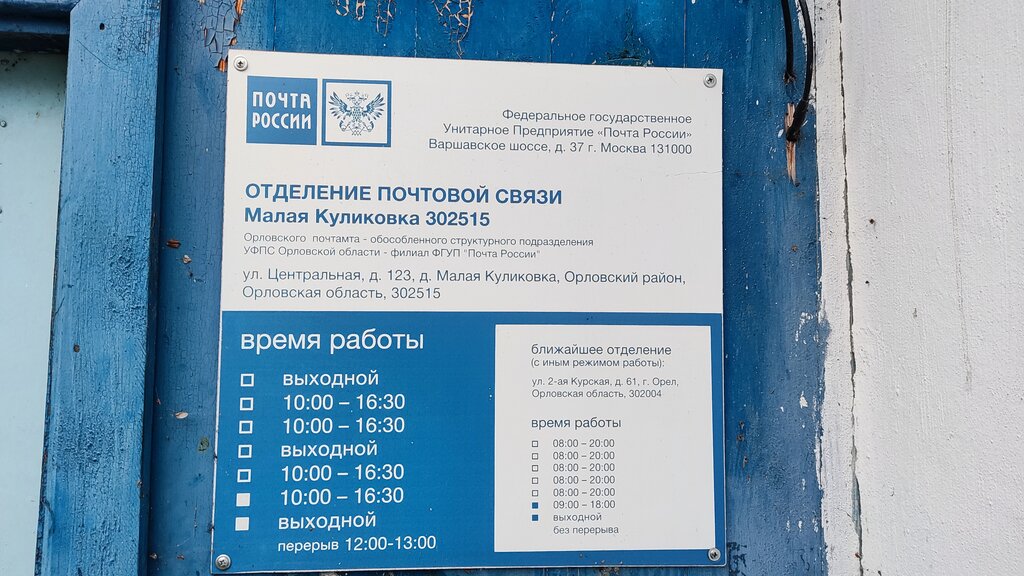 ПОЧТА
РОССИИ
Федеральное государственное
Унитарное Предприятие «Почта России»
Варшавское шоссе, д. 37 г. Москва 131000
ОТДЕЛЕНИЕ ПОЧТОВОЙ СВЯЗИ
Малая Куликовка 302515
Орловского почтамта - обособленного структурного подразделения
УФПС Орловской области - филиал ФГУП "Почта России"
ул. Центральная, д. 123, д. Малая Куликовка, Орловский район,
Орловская область, 302515
время работы
выходной
10:00 – 16:30
10:00 – 16:30
выходной
10:00 – 16:30
10:00 – 16:30
выходной
перерыв 12:00-13:00
ближайшее отделение
(с иным режимом работы):
ул. 2-ая Курская, д. 61, г. Орел,
Орловская область, 302004
время работы
08:00 – 20:00
08:00 – 20:00
08:00 – 20:00
08:00 – 20:00
08:00 – 20:00
09:00 – 18:00
выходной
без перерыва